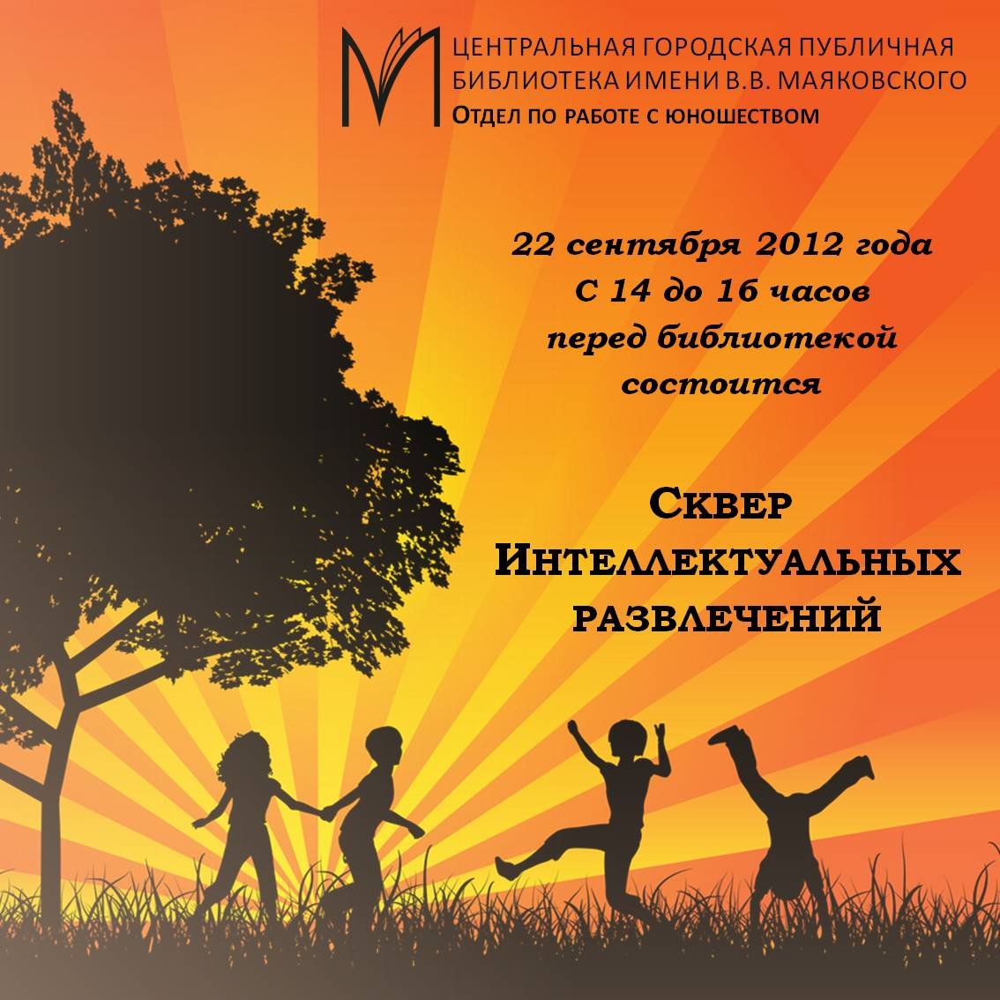 ЦЕНТРАЛЬНАЯ ГОРОДСКАЯ ПУБЛИЧНАЯ
БИБЛИОТЕКА ИМЕНИ В.В. МАЯКОВСКОГО
ОТДЕЛ ПО РАБОТЕ С ЮНОШЕСТВОМ
22 сентября 2012 года
С 14 до 16 часов
перед библиотекой
состоится
СКВЕР
ИНТЕЛЛЕКТУАЛЬНЫХ
РАЗВЛЕЧЕНИЙ